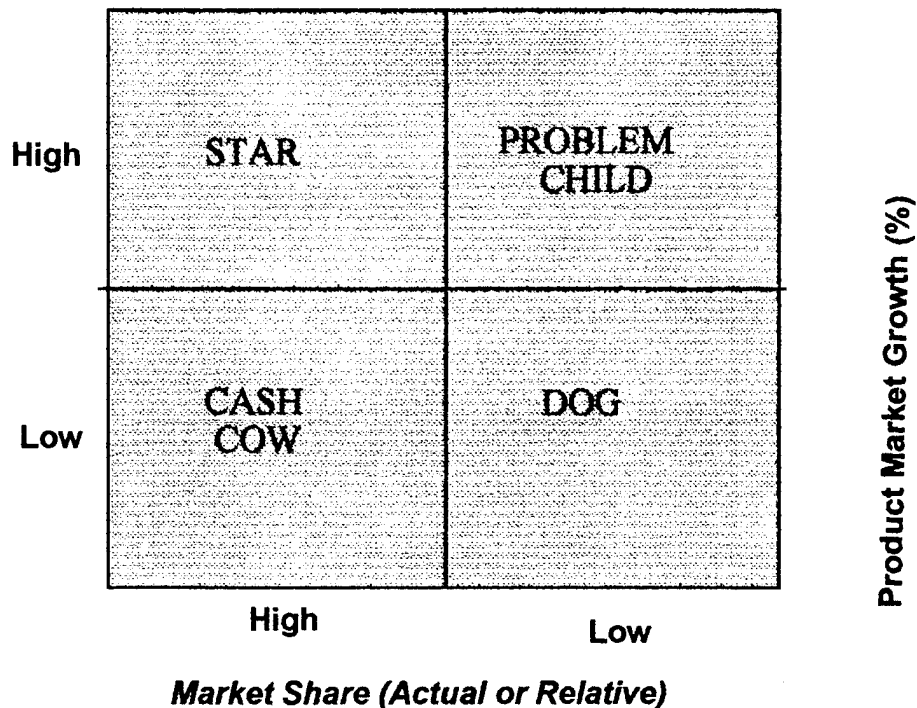 High
STAR
PROBLEM
CHILD
Low
CASH
COW
DOG
High
Low
Market Share (Actual or Relative)
Product Market Growth (%)